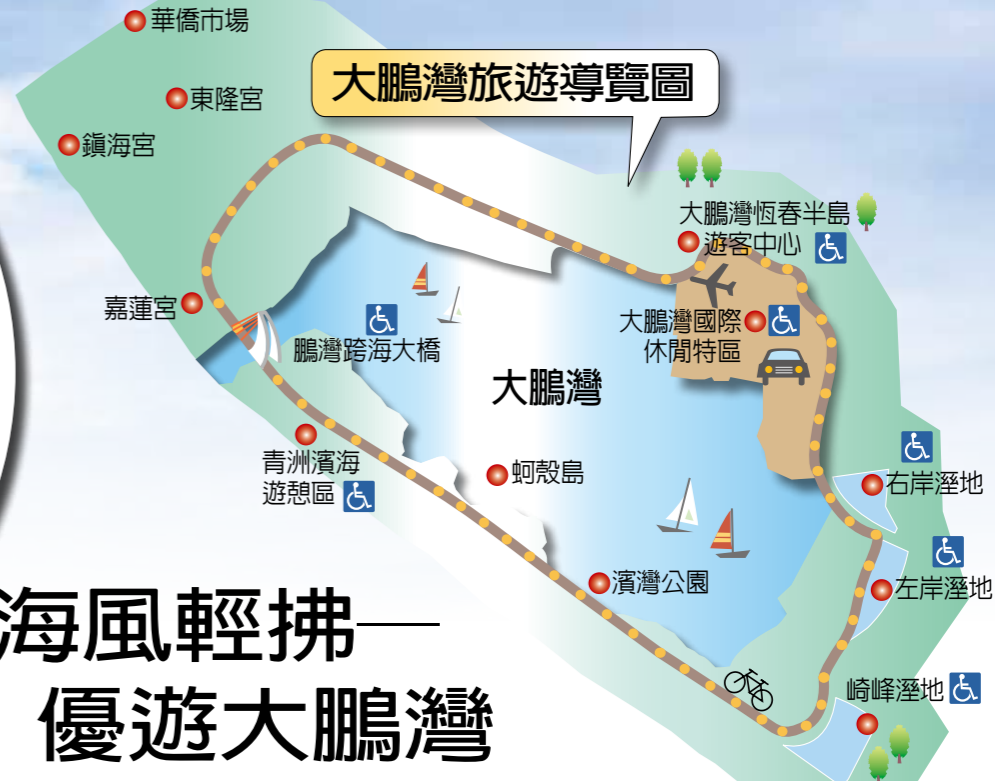 華僑市場
大鵬灣旅遊導覽圖
東隆宮
鎮海宮
大鵬灣恆春半島
遊客中心
嘉蓮宮
鵬灣跨海大橋
大鵬灣國際
休閒特區
大鵬灣
青洲濱海
遊憩區
蚵殼島
右岸溼地
濱灣公園
左岸溼地
海風輕拂—
優遊大鵬灣
崎峰溼地